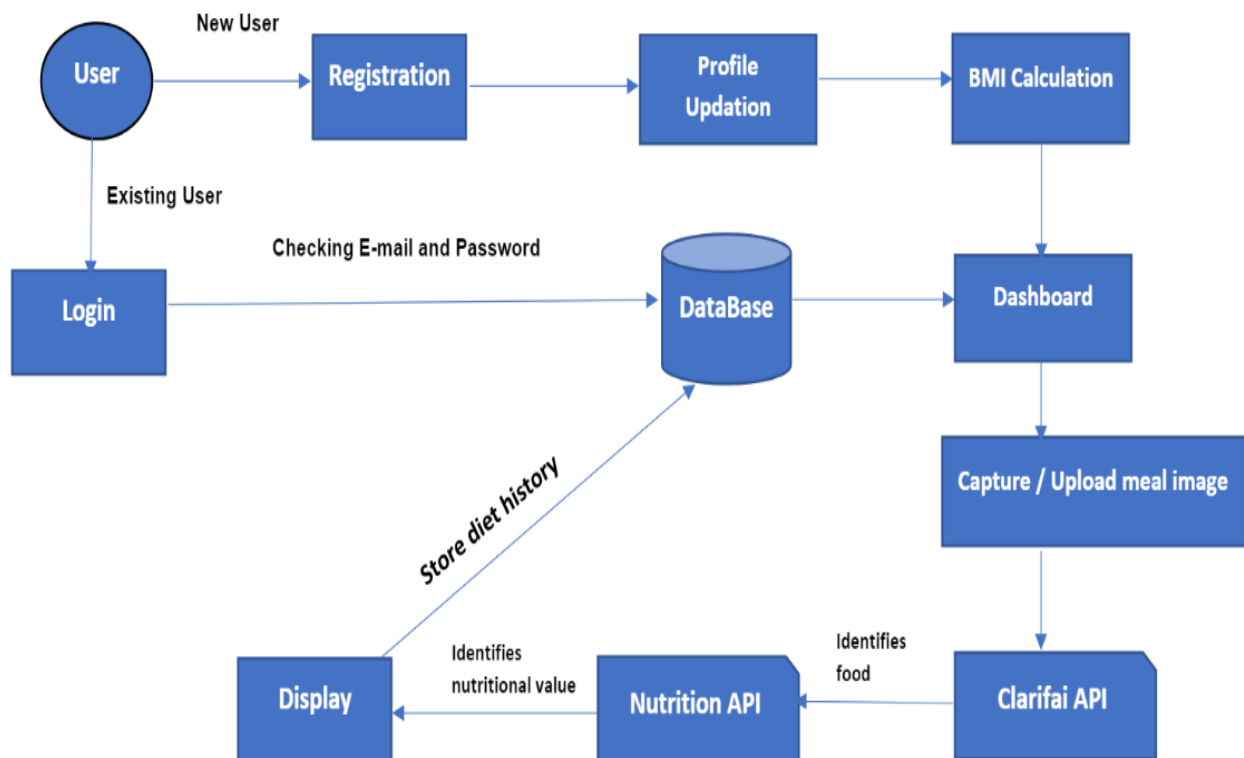 New User
User
Registration
Profile
Updation
BMI Calculation
Existing User
Checking E-mail and Password
Login
DataBase
Dashboard
Capture / Upload meal image
Store diet history
Identifies
food
Identifies
nutritional value
Display
Nutrition API
Clarifai API